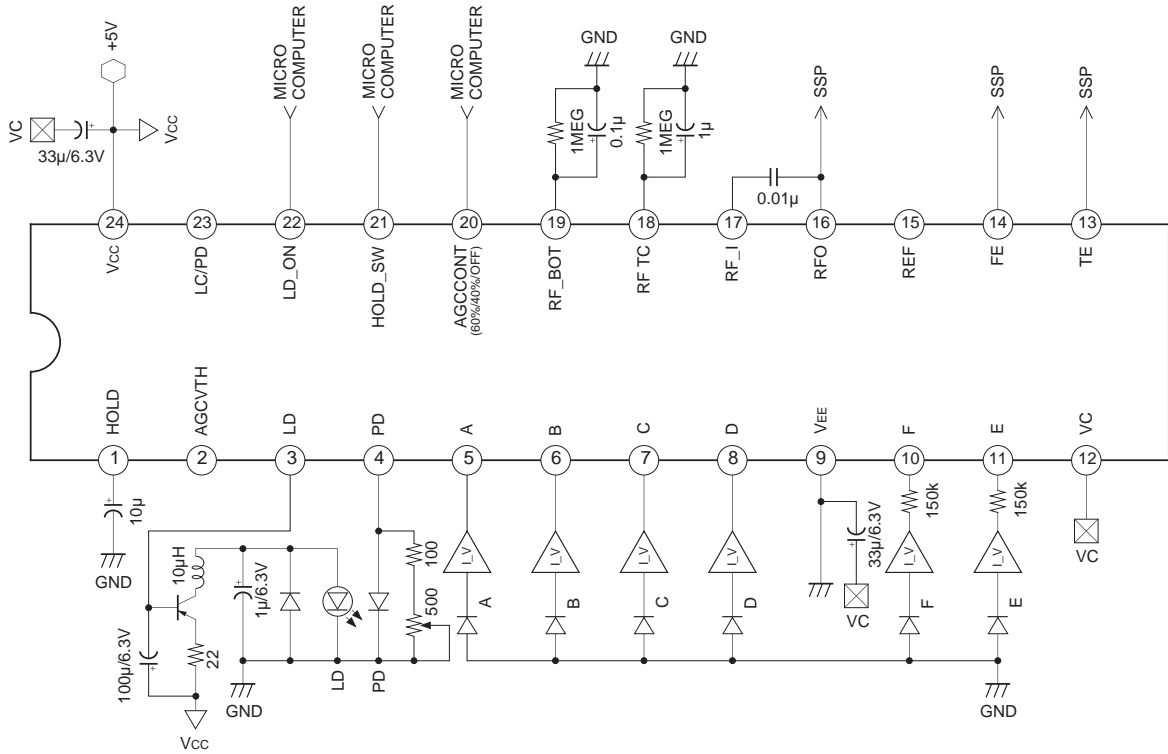 VC
33µ/6.3V
+5V
VCC
MICRO
COMPUTER
MICRO
COMPUTER
MICRO
COMPUTER
1MEG
0.1µ
GND
1MEG
1µ
GND
0.01µ
SSP
SSP
SSP
24
23
22
21
20
19
18
17
16
15
14
13
VCC
LC/PD
LD_ON
HOLD_SW
AGCCONT
(60%/40%/OFF)
RF_BOT
RF TC
RF_I
RFO
REF
FE
TE
HOLD
AGCVTH
LD
PD
A
B
C
D
VEE
F
E
VC
1
2
3
4
5
6
7
8
9
10
11
12
10µ
GND
100µ/6.3V
10µH
22
VCC
1µ/6.3V
GND
LD
PD
100
500
I_V
I_V
I_V
I_V
I_V
I_V
A
B
C
D
F
E
33µ/6.3V
VC
150k
150k
VC
GND